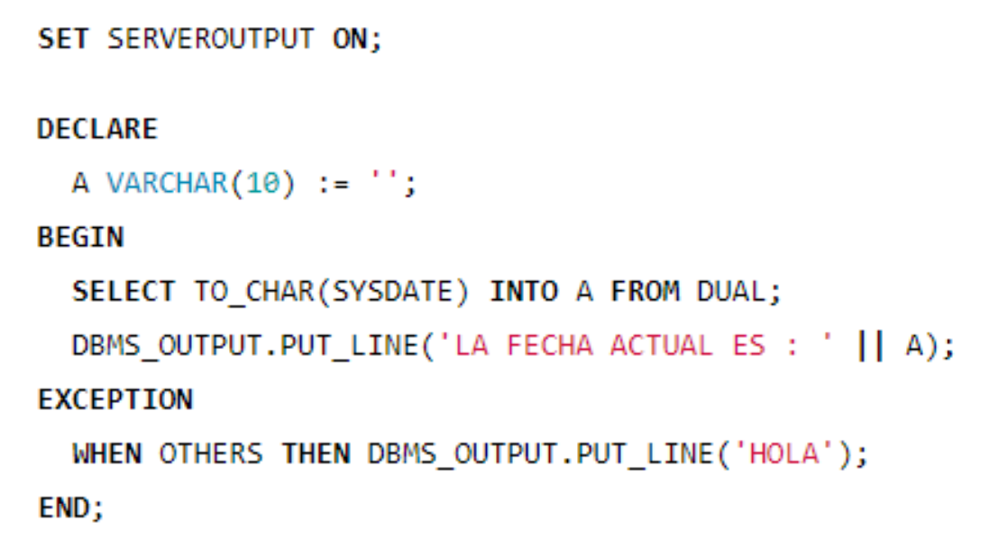 SET SERVEROUTPUT ON;
DECLARE
A VARCHAR(10) := '';
BEGIN
SELECT TO_CHAR(SYSDATE) INTO A FROM DUAL;
DBMS_OUTPUT.PUT_LINE('LA FECHA ACTUAL ES : ' || A);
EXCEPTION
WHEN OTHERS THEN DBMS_OUTPUT.PUT_LINE('HOLA');
END;